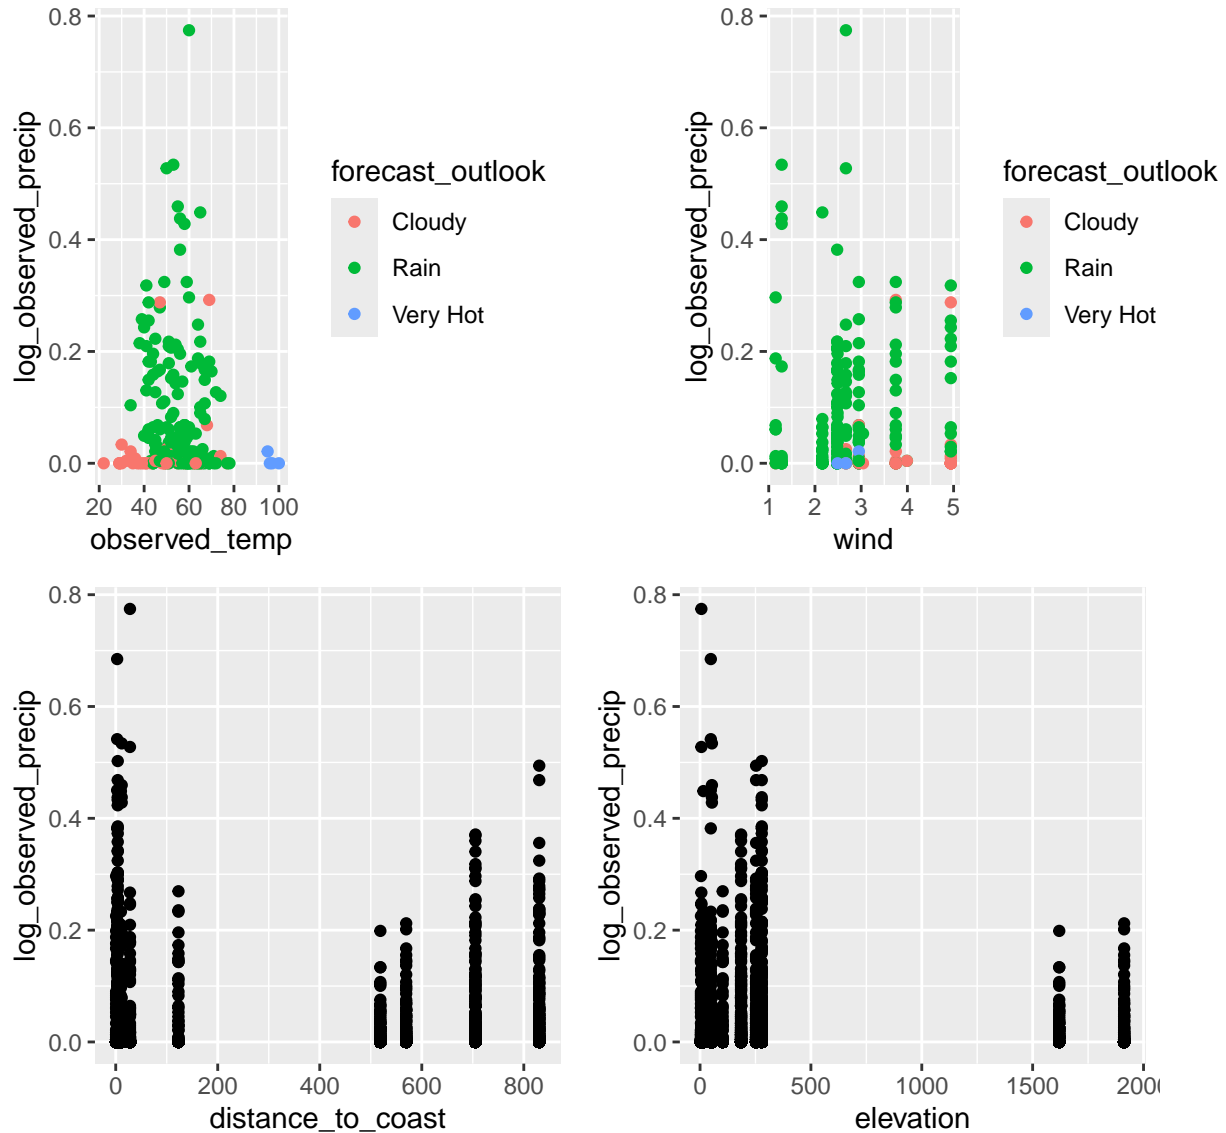 0.8
0.6
0.4
0.2
0.0
log_observed_precip
20 40 60 80 100
observed_temp
forecast_outlook
Cloudy
Rain
Very Hot
0.8
0.6
0.4
0.2
0.0
log_observed_precip
1 2 3 4 5
wind
forecast_outlook
Cloudy
Rain
Very Hot
0.8
0.6
0.4
0.2
0.0
log_observed_precip
0 200 400 600 800
distance_to_coast
0.8
0.6
0.4
0.2
0.0
log_observed_precip
0 500 1000 1500 200
elevation